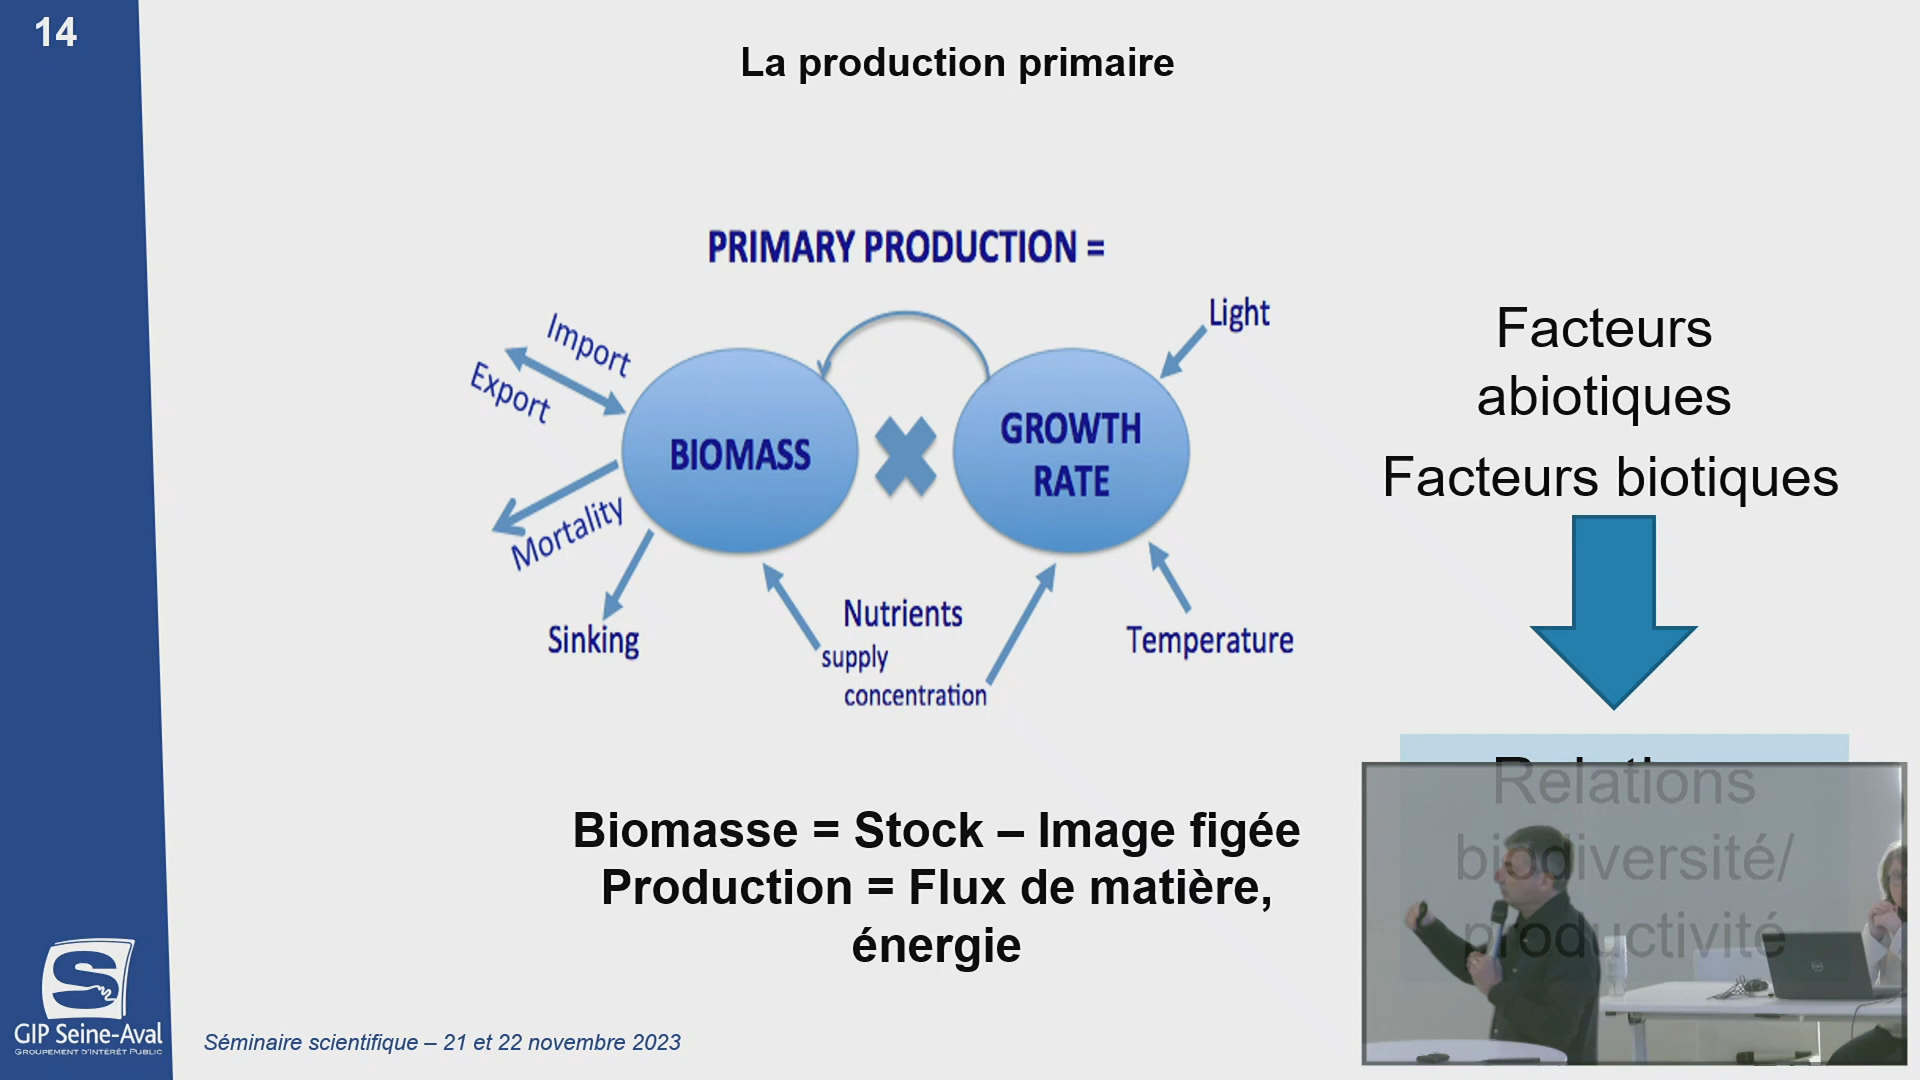 14
La production primaire
PRIMARY PRODUCTION =
Import
Export
Mortality
Sinking
BIOMASS
GROWTH
RATE
Light
Nutrients
supply
concentration
Temperature
Facteurs
abiotiques
Facteurs biotiques
Relations
biodiversité/
productivité
Biomasse = Stock – Image figée
Production = Flux de matière,
énergie
S
GIP Seine-Aval
GROUPEMENT D'INTÉRÊT PUBLIC
Séminaire scientifique – 21 et 22 novembre 2023